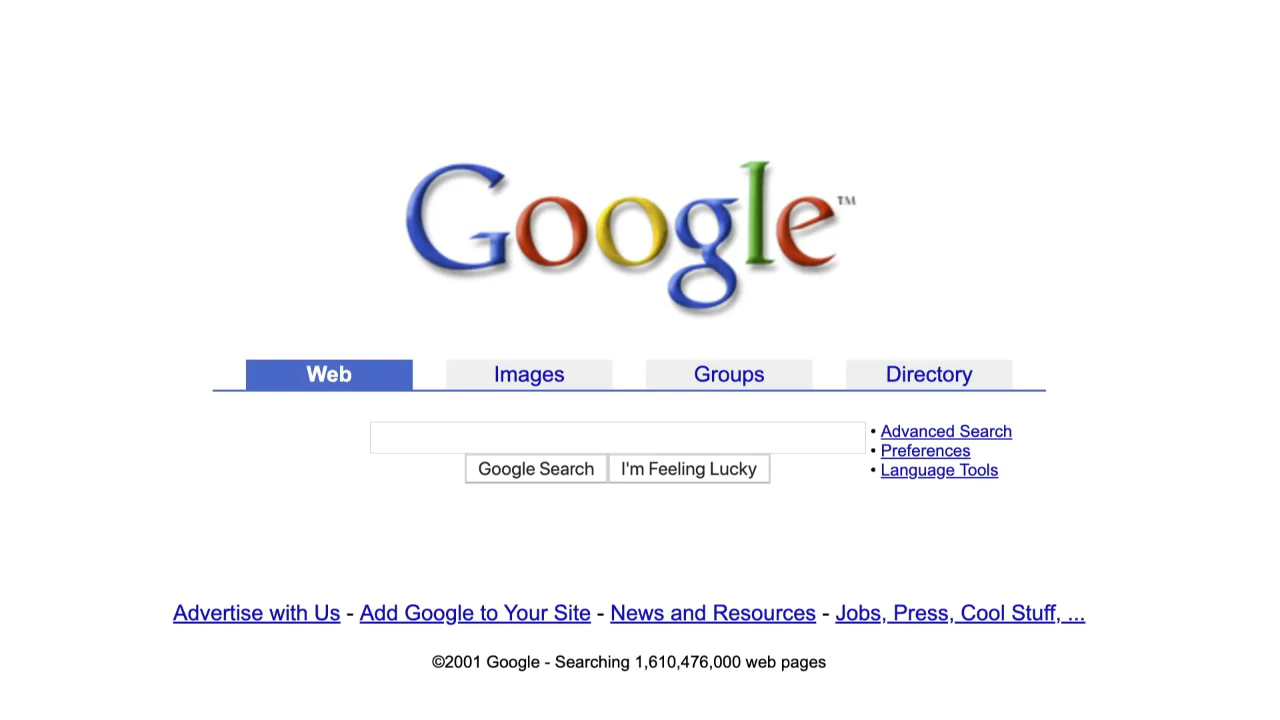 Google™
Web Images Groups Directory
• Advanced Search
• Preferences
• Language Tools
Google Search I'm Feeling Lucky
Advertise with Us - Add Google to Your Site - News and Resources - Jobs, Press, Cool Stuff, ...
©2001 Google - Searching 1,610,476,000 web pages